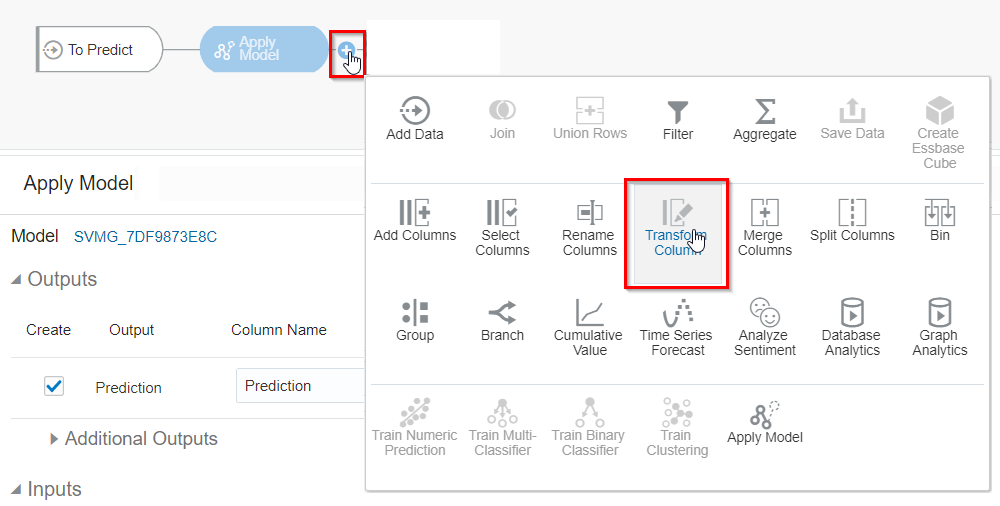 To Predict
Apply
Model
Add Data
Join
Union Rows
Filter
Aggregate
Save Data
Create
Essbase
Cube
Apply Model
Model SVMG_7DF9873E8C
Add Columns
Select
Columns
Rename
Columns
Transform
Column
Merge
Columns
Split Columns
Bin
Outputs
Create
Output
Column Name
Group
Branch
Cumulative
Value
Time Series
Forecast
Analyze
Sentiment
Database
Analytics
Graph
Analytics
Prediction
Prediction
Additional Outputs
Train Numeric
Prediction
Train Multi-
Classifier
Train Binary
Classifier
Train
Clustering
Apply Model
Inputs